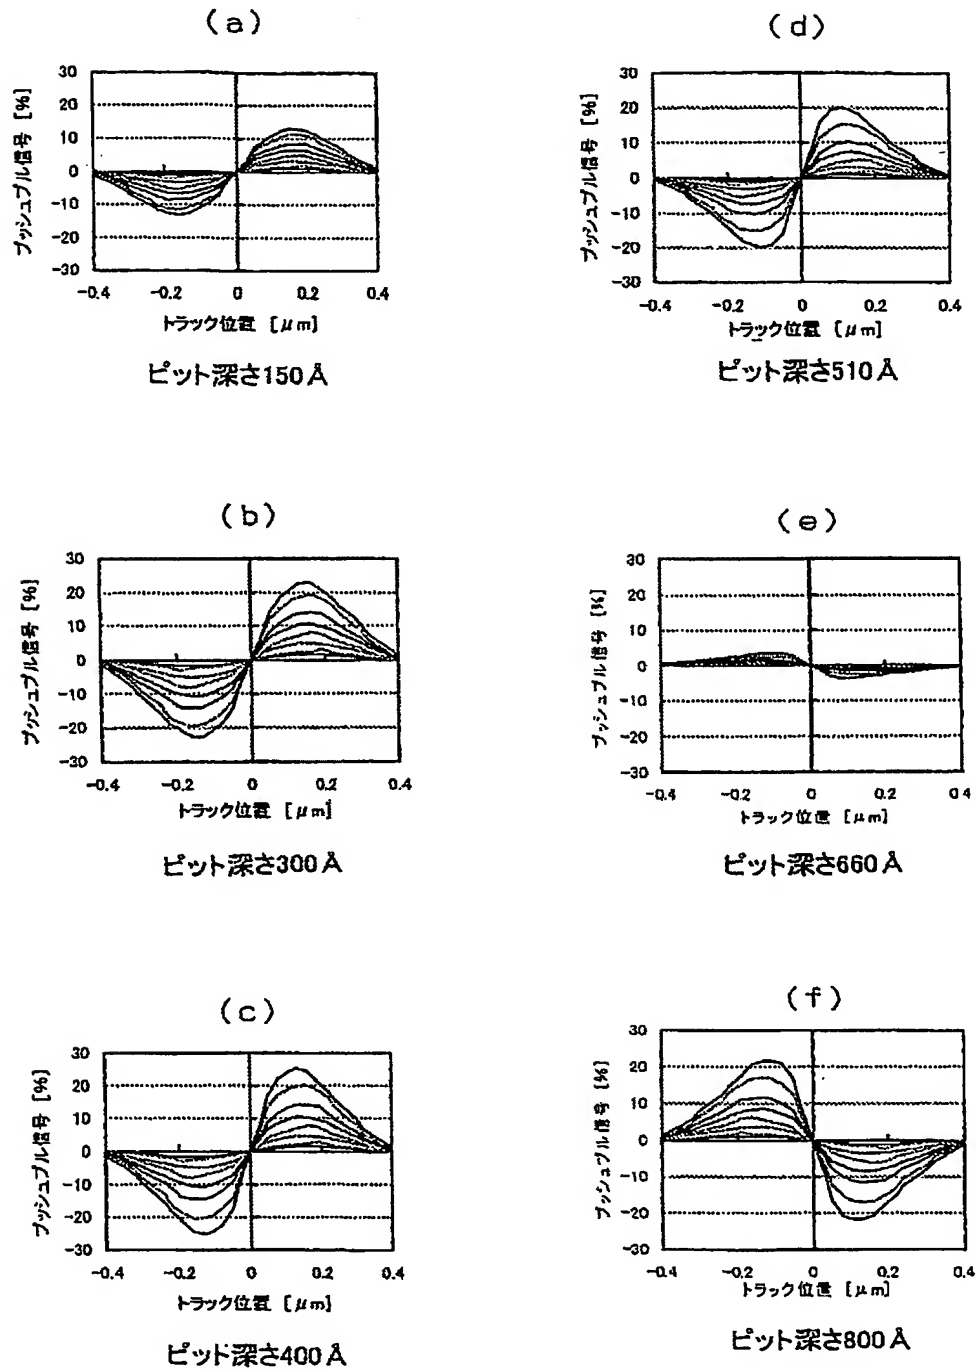 (a)
プッシュプル信号 [%]
30
20
10
0
-10
-20
-30
-0.4 -0.2 0 0.2 0.4
トラック位置 [μm]
ピット深さ150Å
(b)
プッシュプル信号 [%]
30
20
10
0
-10
-20
-30
-0.4 -0.2 0 0.2 0.4
トラック位置 [μm]
ピット深さ300Å
(c)
プッシュプル信号 [%]
30
20
10
0
-10
-20
-30
-0.4 -0.2 0 0.2 0.4
トラック位置 [μm]
ピット深さ400Å
(d)
プッシュプル信号 [%]
30
20
10
0
-10
-20
-30
-0.4 -0.2 0 0.2 0.4
トラック位置 [μm]
ピット深さ510Å
(e)
プッシュプル信号 [%]
30
20
10
0
-10
-20
-30
-0.4 -0.2 0 0.2 0.4
トラック位置 [μm]
ピット深さ660Å
(f)
プッシュプル信号 [%]
30
20
10
0
-10
-20
-30
-0.4 -0.2 0 0.2 0.4
トラック位置 [μm]
ピット深さ800Å